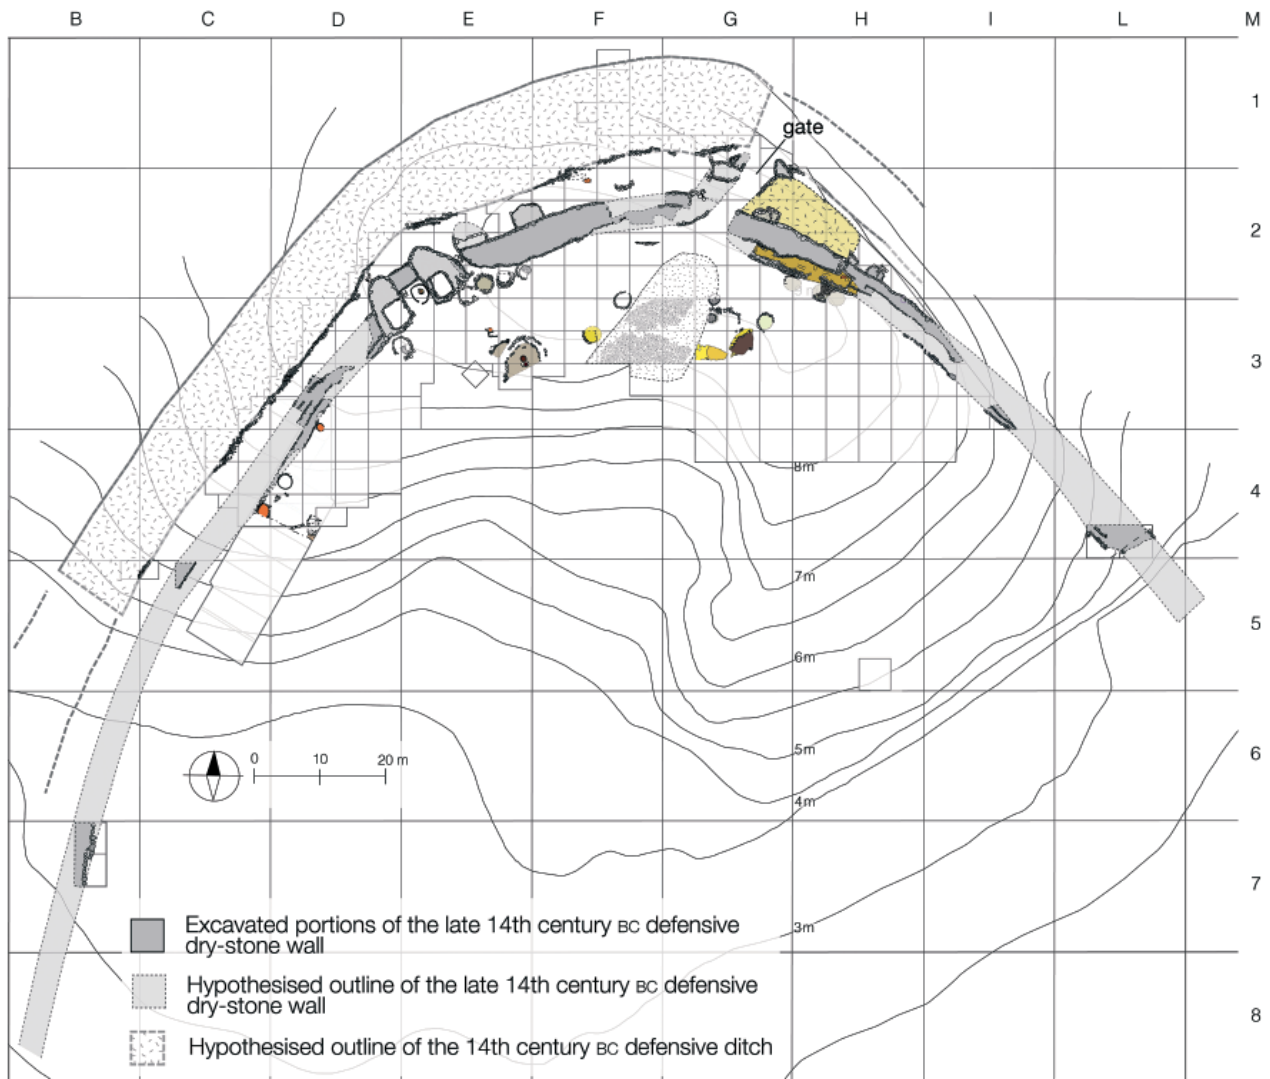 B C D E F G H I L M
1
gate
2
3
8m
4
7m
5
6m
5m
6
0 10 20 m
4m
7
Excavated portions of the late 14th century BC defensive
dry-stone wall
3m
Hypothesised outline of the late 14th century BC defensive
dry-stone wall
8
Hypothesised outline of the 14th century BC defensive ditch